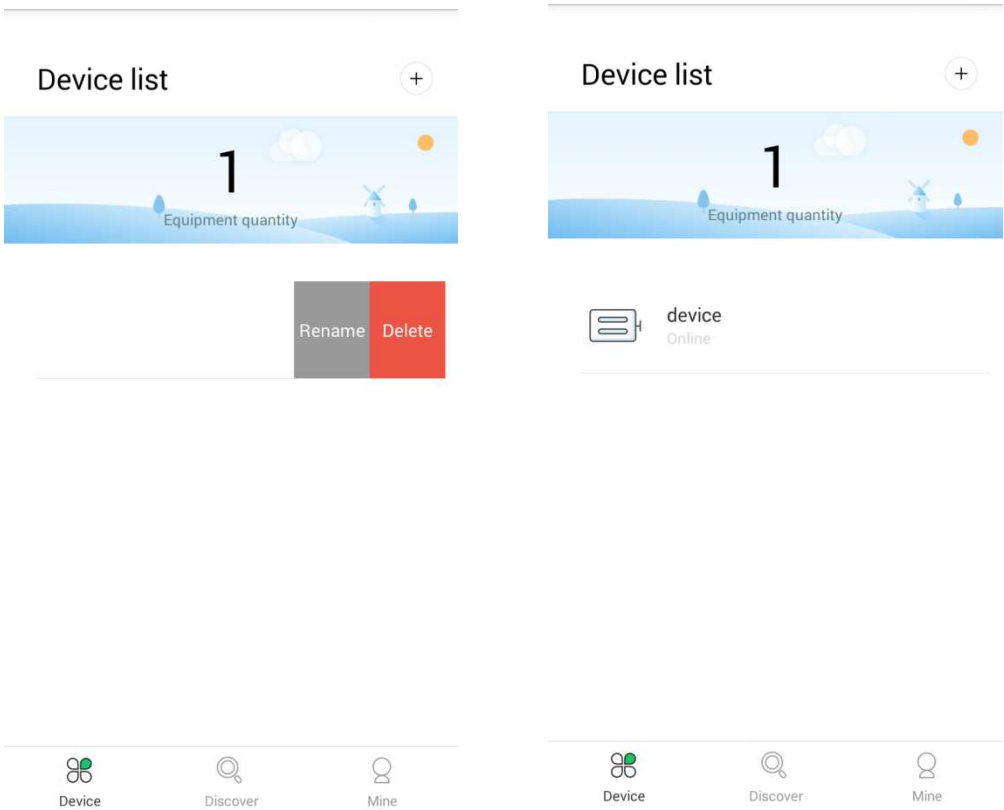 Device list
+
1
Equipment quantity
Rename Delete
Device Discover Mine
Device list
+
1
Equipment quantity
device
Online
Device Discover Mine